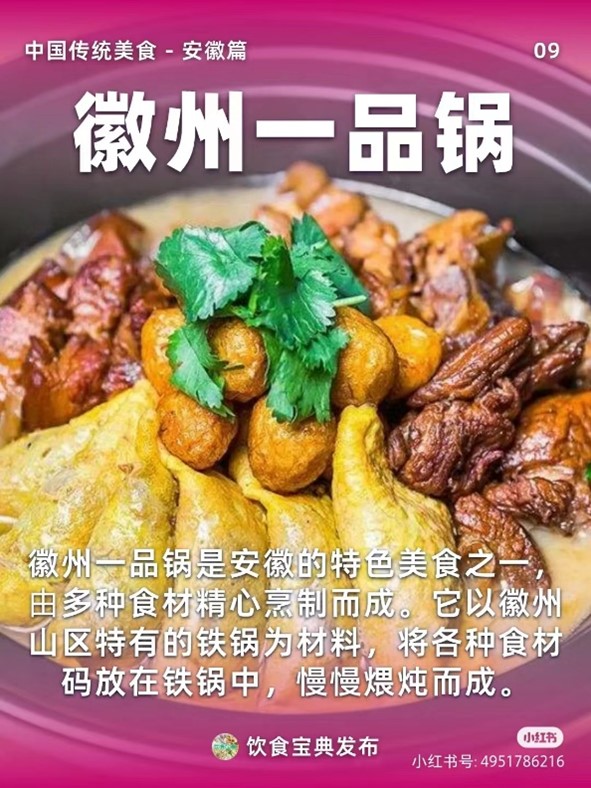 中国传统美食 - 安徽篇
09
徽州一品锅
徽州一品锅是安徽的特色美食之一，
由多种食材精心烹制而成。它以徽州
山区特有的铁锅为材料，将各种食材
码放在铁锅中，慢慢煨炖而成。
饮食宝典发布
小红书
小红书号: 4951786216